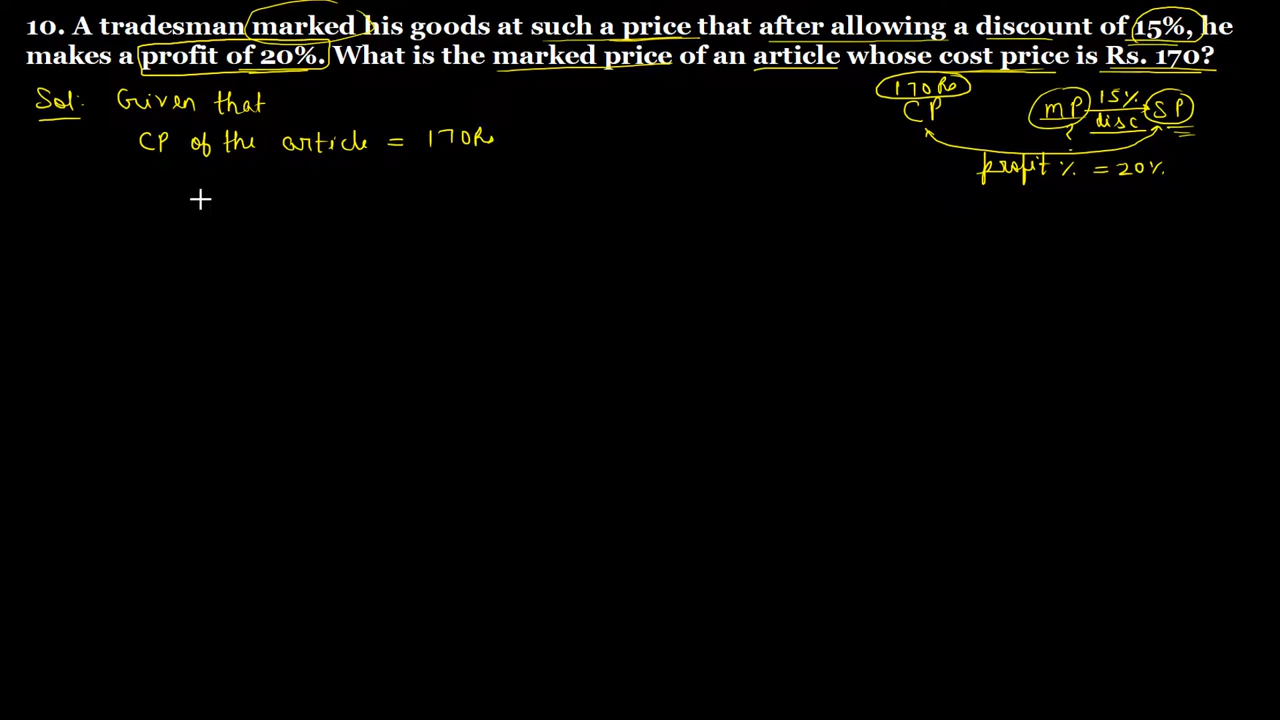 10. A tradesman marked his goods at such a price that after allowing a discount of 15%, he
makes a profit of 20%. What is the marked price of an article whose cost price is Rs. 170?
Sol: Given that
CP of the article = 170Rs
170Rs
CP MP 15% SP
disc
?
profit % = 20%